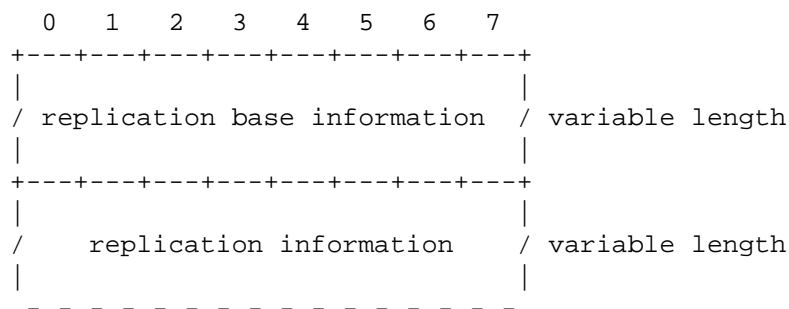 0   1   2   3   4   5   6   7
+---+---+---+---+---+---+---+---+
|                               |
/ replication base information  / variable length
|                               |
+---+---+---+---+---+---+---+---+
|                               |
/    replication information    / variable length
|                               |
 - - - - - - - - - - - - - - - -